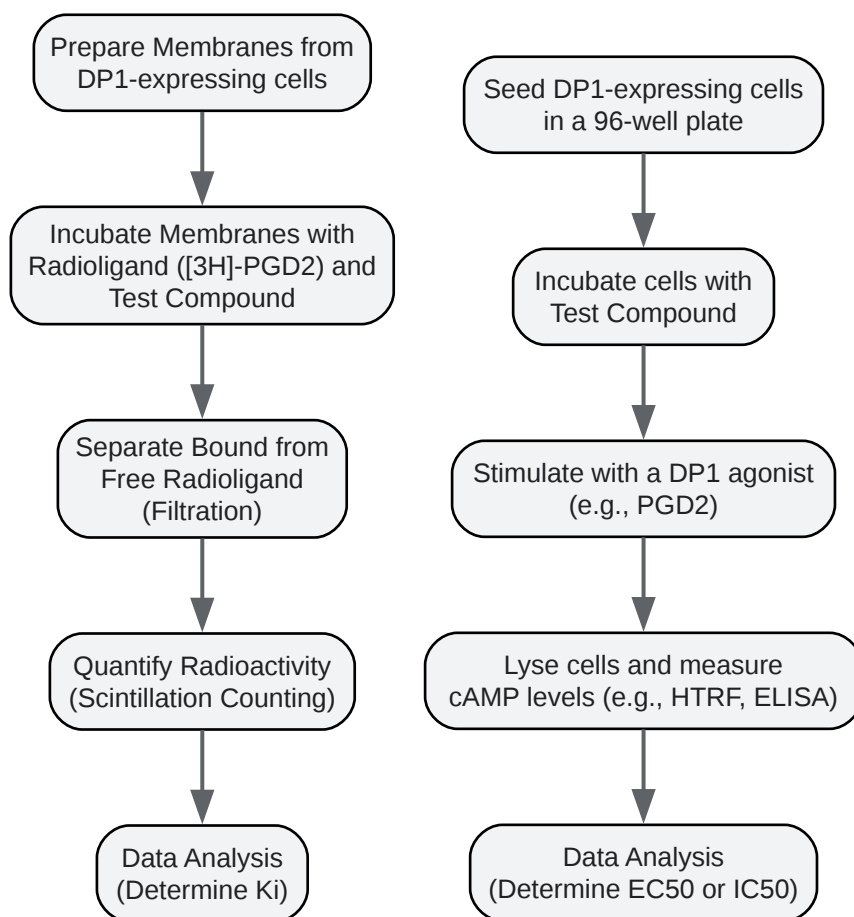 Prepare Membranes from
DP1-expressing cells
Incubate Membranes with
Radioligand ([3H]-PGD2) and
Test Compound
Separate Bound from
Free Radioligand
(Filtration)
Quantify Radioactivity
(Scintillation Counting)
Data Analysis
(Determine Ki)
Seed DP1-expressing cells
in a 96-well plate
Incubate cells with
Test Compound
Stimulate with a DP1 agonist
(e.g., PGD2)
Lyse cells and measure
cAMP levels (e.g., HTRF, ELISA)
Data Analysis
(Determine EC50 or IC50)